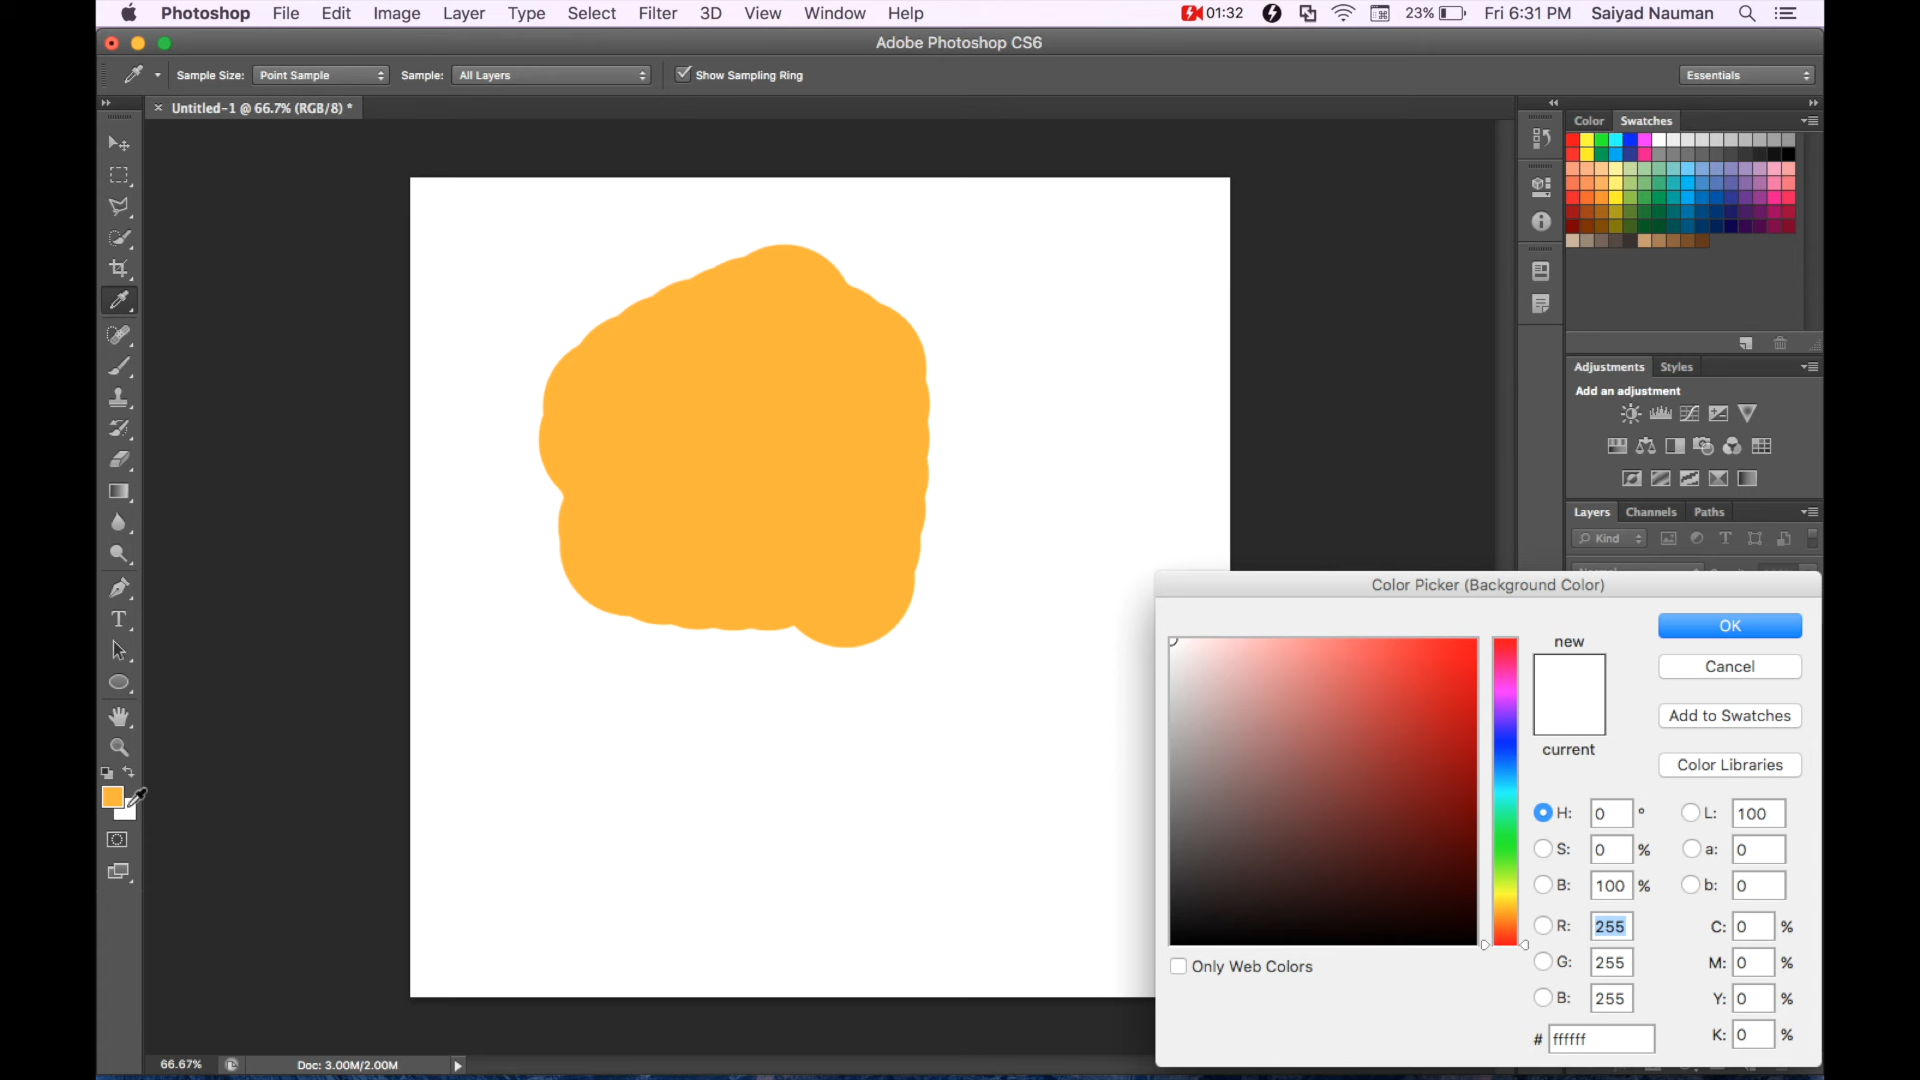 Photoshop File Edit Image Layer Type Select Filter 3D View Window Help 01:32 23% Fri 6:31 PM Saiyad Nauman
Adobe Photoshop CS6
Sample Size: Point Sample Sample: All Layers Show Sampling Ring Essentials
× Untitled-1 @ 66.7% (RGB/8) *
Color Swatches
Adjustments Styles
Add an adjustment
Layers Channels Paths
Kind
Color Picker (Background Color)
new
current
OK
Cancel
Add to Swatches
Color Libraries
H: 0 ° L: 100
S: 0 % a: 0
B: 100 % b: 0
R: 255 C: 0 %
G: 255 M: 0 %
B: 255 Y: 0 %
# ffffff K: 0 %
Only Web Colors
66.67% Doc: 3.00M/2.00M